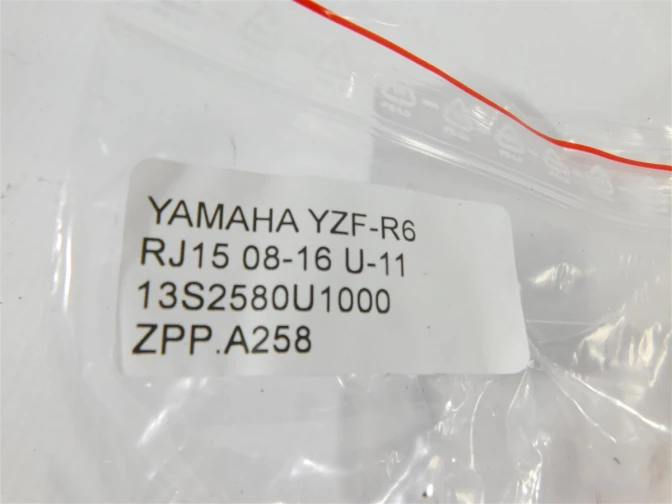 YAMAHA YZF-R6
RJ15 08-16 U-11
13S2580U1000
ZPP.A258